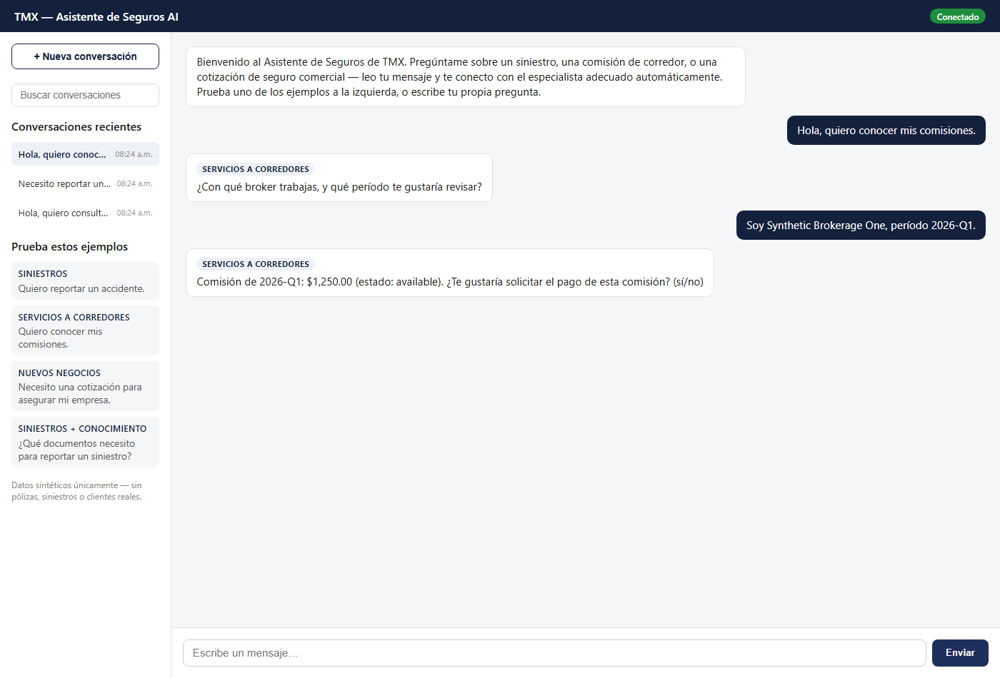 TMX — Asistente de Seguros AI
Conectado
+ Nueva conversación
Buscar conversaciones
Conversaciones recientes
Hola, quiero conoc... 08:24 a.m.
Necesito reportar un... 08:24 a.m.
Hola, quiero consult... 08:24 a.m.
Prueba estos ejemplos
SINIESTROS
Quiero reportar un accidente.
SERVICIOS A CORREDORES
Quiero conocer mis
comisiones.
NUEVOS NEGOCIOS
Necesito una cotización para
asegurar mi empresa.
SINIESTROS + CONOCIMIENTO
¿Qué documentos necesito
para reportar un siniestro?
Datos sintéticos únicamente — sin
pólizas, siniestros o clientes reales.
Bienvenido al Asistente de Seguros de TMX. Pregúntame sobre un siniestro, una comisión de corredor, o una
cotización de seguro comercial — leo tu mensaje y te conecto con el especialista adecuado automáticamente.
Prueba uno de los ejemplos a la izquierda, o escribe tu propia pregunta.
Hola, quiero conocer mis comisiones.
SERVICIOS A CORREDORES
¿Con qué broker trabajas, y qué período te gustaría revisar?
Soy Synthetic Brokerage One, período 2026-Q1.
SERVICIOS A CORREDORES
Comisión de 2026-Q1: $1,250.00 (estado: available). ¿Te gustaría solicitar el pago de esta comisión? (sí/no)
Escribe un mensaje…
Enviar